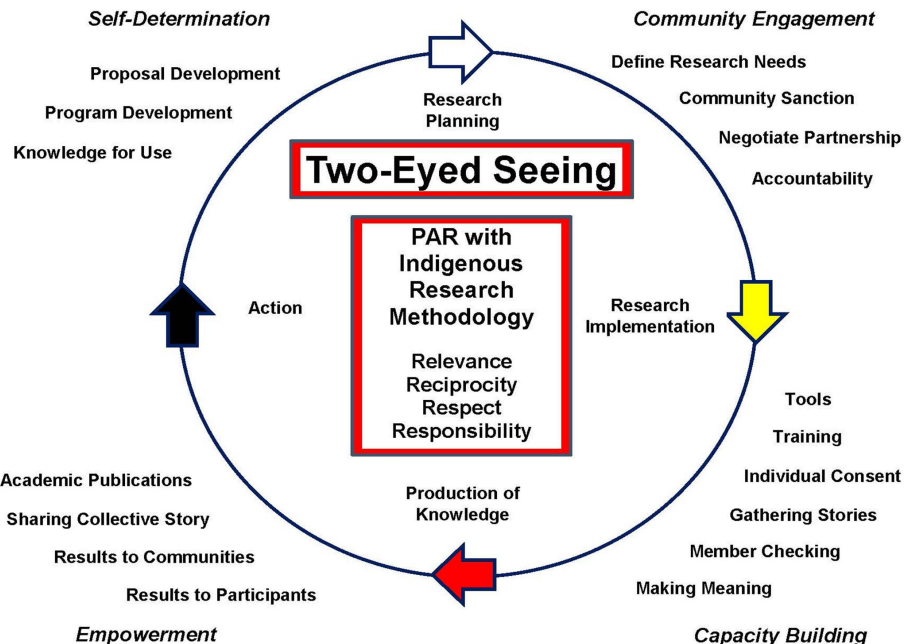 Self-Determination
Community Engagement
Proposal Development
Program Development
Knowledge for Use
Define Research Needs
Community Sanction
Negotiate Partnership
Accountability
Research
Planning
Two-Eyed Seeing
PAR with
Indigenous
Research
Methodology
Relevance
Reciprocity
Respect
Responsibility
Action
Research
Implementation
Tools
Training
Individual Consent
Gathering Stories
Member Checking
Making Meaning
Production of
Knowledge
Academic Publications
Sharing Collective Story
Results to Communities
Results to Participants
Empowerment
Capacity Building